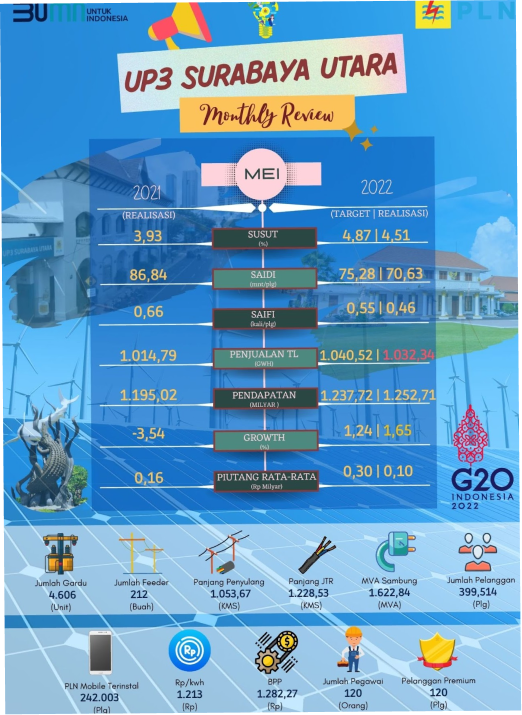 BUMN UNTUK
INDONESIA
PLN
UP3 SURABAYA UTARA
Monthly Review
MEI
2021
2022
(REALISASI)
(TARGET | REALISASI)
3,93
SUSUT
(%)
4,87 | 4,51
86,84
SAIDI
(mnt/plg)
75,28 | 70,63
0,66
SAIFI
(kali/plg)
0,55 | 0,46
1.014,79
PENJUALAN TL
(GWH)
1.040,52 | 1.032,34
1.195,02
PENDAPATAN
(MILYAR )
1.237,72 | 1.252,71
-3,54
GROWTH
(%)
1,24 | 1,65
0,16
PIUTANG RATA-RATA
(Rp Milyar)
0,30 | 0,10
G20
INDONESIA
2022
Jumlah Gardu
4.606
(Unit)
Jumlah Feeder
212
(Buah)
Panjang Penyulang
1.053,67
(KMS)
Panjang JTR
1.228,53
(KMS)
MVA Sambung
1.622,84
(MVA)
Jumlah Pelanggan
399,514
(Plg)
PLN Mobile Terinstal
242.003
(Plg)
Rp
Rp/kwh
1.213
(Rp)
BPP
1.282,27
(Rp)
Jumlah Pegawai
120
(Orang)
Pelanggan Premium
120
(Plg)